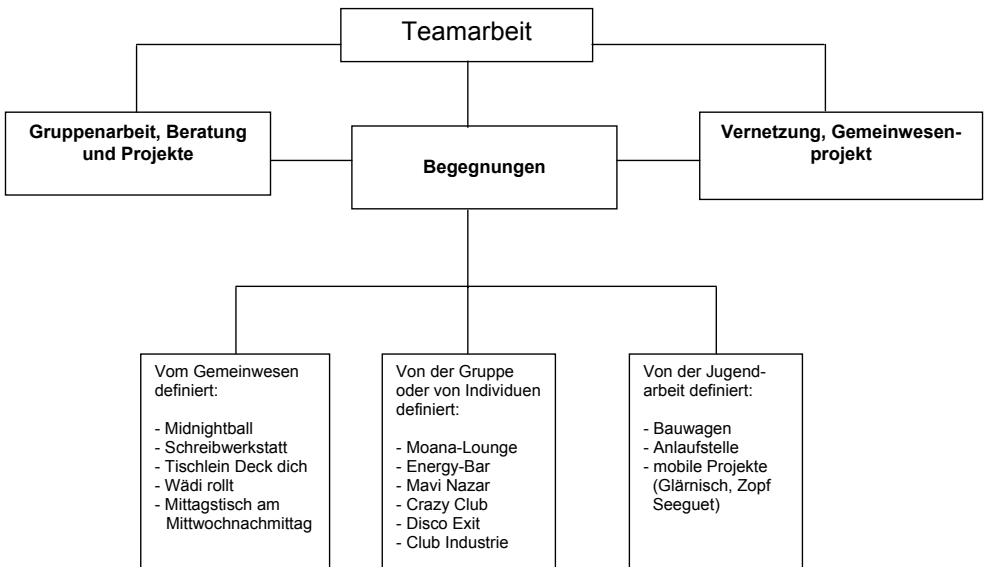 Teamarbeit
Gruppenarbeit, Beratung
und Projekte
Begegnungen
Vernetzung, Gemeinwesen-
projekt
Vom Gemeinwesen
definiert:
- Midnightball
- Schreibwerkstatt
- Tischlein Deck dich
- Wädi rollt
- Mittagstisch am
Mittwochnachmittag
Von der Gruppe
oder von Individuen
definiert:
- Moana-Lounge
- Energy-Bar
- Mavi Nazar
- Crazy Club
- Disco Exit
- Club Industrie
Von der Jugend-
arbeit definiert:
- Bauwagen
- Anlaufstelle
- mobile Projekte
(Glärnisch, Zopf
Seeguet)